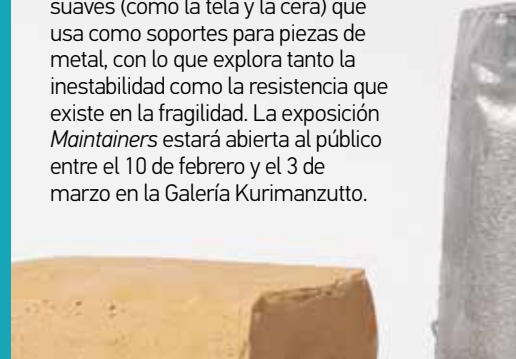 suaves (como la tela y la cera) que
usa como soportes para piezas de
metal, con lo que explora tanto la
inestabilidad como la resistencia que
existe en la fragilidad. La exposición
Maintainers estará abierta al público
entre el 10 de febrero y el 3 de
marzo en la Galería Kurimanzutto.